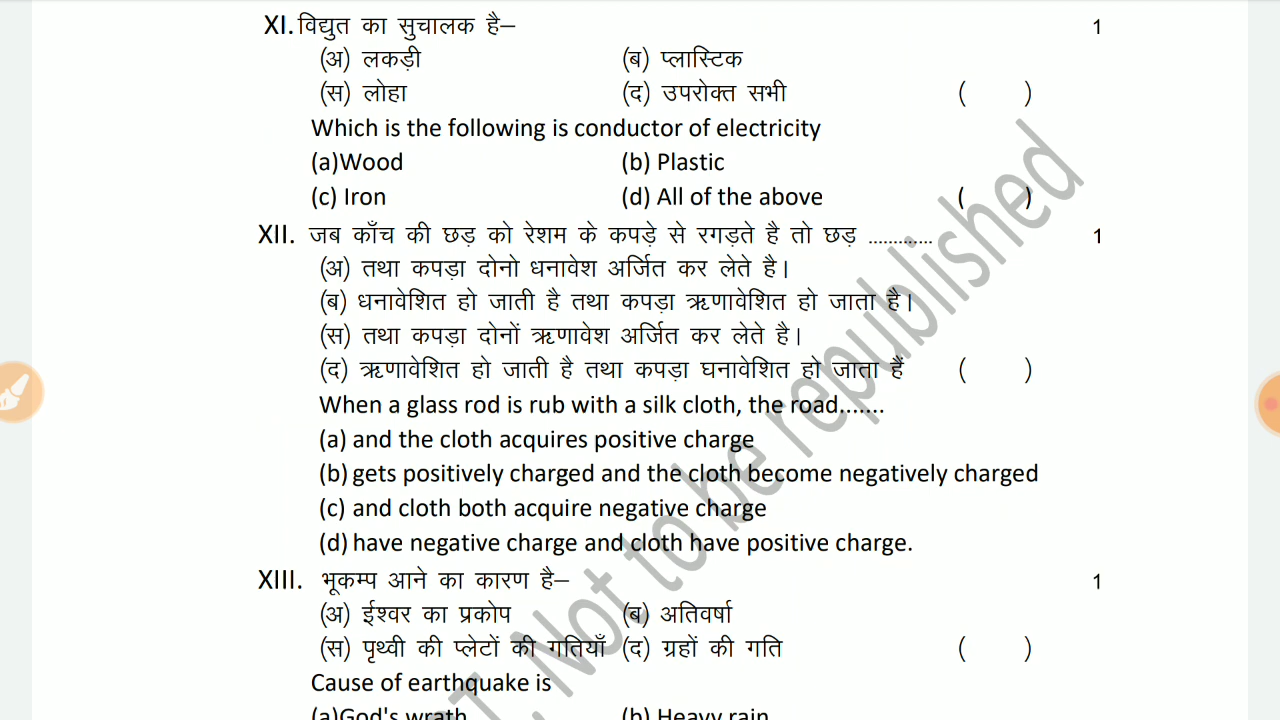 XI. विद्युत का सुचालक है– 1
(अ) लकड़ी (ब) प्लास्टिक
(स) लोहा (द) उपरोक्त सभी ( )
Which is the following is conductor of electricity
(a)Wood (b) Plastic
(c) Iron (d) All of the above ( )
XII. जब काँच की छड़ को रेशम के कपड़े से रगड़ते है तो छड़ ............. 1
(अ) तथा कपड़ा दोनो धनावेश अर्जित कर लेते है।
(ब) धनावेशित हो जाती है तथा कपड़ा ऋणावेशित हो जाता है।
(स) तथा कपड़ा दोनों ऋणावेश अर्जित कर लेते है।
(द) ऋणावेशित हो जाती है तथा कपड़ा घनावेशित हो जाता हैं ( )
When a glass rod is rub with a silk cloth, the road.......
(a) and the cloth acquires positive charge
(b) gets positively charged and the cloth become negatively charged
(c) and cloth both acquire negative charge
(d) have negative charge and cloth have positive charge.
XIII. भूकम्प आने का कारण है– 1
(अ) ईश्वर का प्रकोप (ब) अतिवर्षा
(स) पृथ्वी की प्लेटों की गतियाँ (द) ग्रहों की गति ( )
Cause of earthquake is
(a)God's wrath (b) Heavy rain
Not to be republished